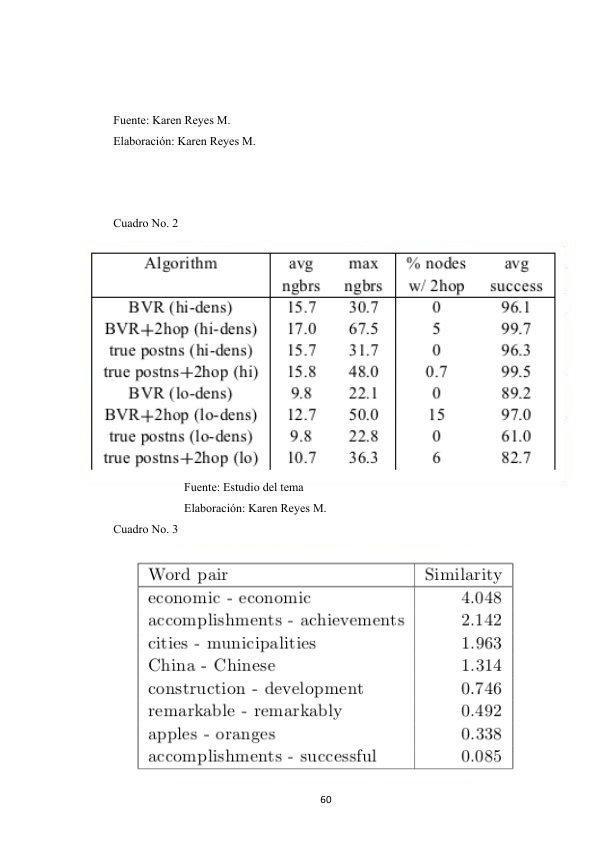 Fuente: Karen Reyes M.
Elaboración: Karen Reyes M.
Cuadro No. 2
Algorithm avg max % nodes avg
ngbrs ngbrs w/ 2hop success
BVR (hi-dens) 15.7 30.7 0 96.1
BVR+2hop (hi-dens) 17.0 67.5 5 99.7
true postns (hi-dens) 15.7 31.7 0 96.3
true postns+2hop (hi) 15.8 48.0 0.7 99.5
BVR (lo-dens) 9.8 22.1 0 89.2
BVR+2hop (lo-dens) 12.7 50.0 15 97.0
true postns (lo-dens) 9.8 22.8 0 61.0
true postns+2hop (lo) 10.7 36.3 6 82.7
Fuente: Estudio del tema
Elaboración: Karen Reyes M.
Cuadro No. 3
Word pair Similarity
economic - economic 4.048
accomplishments - achievements 2.142
cities - municipalities 1.963
China - Chinese 1.314
construction - development 0.746
remarkable - remarkably 0.492
apples - oranges 0.338
accomplishments - successful 0.085
60